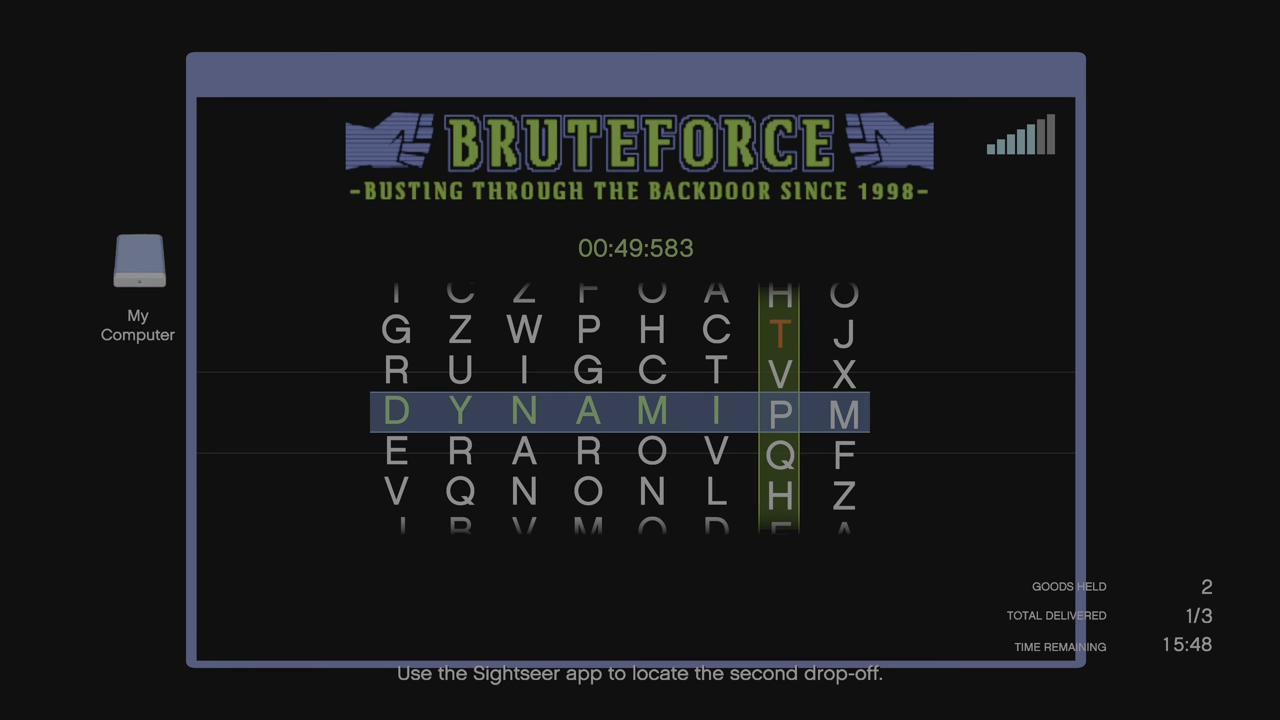 BRUTEFORCE
-BUSTING THROUGH THE BACKDOOR SINCE 1998-
00:49:583
C Z F O A H O
G Z W P H C T J
R U I G C T V X
D Y N A M I P M
E R A R O V Q F
V Q N O N L H Z
My
Computer
GOODS HELD 2
TOTAL DELIVERED 1/3
TIME REMAINING 15:48
Use the Sightseer app to locate the second drop-off.